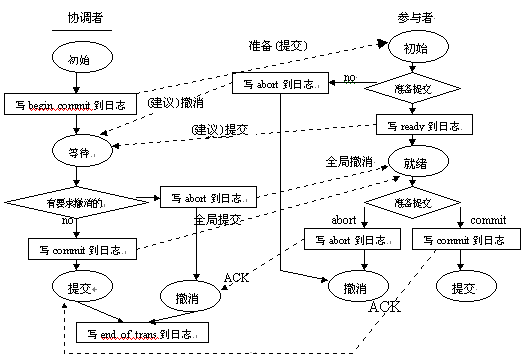 协调者
参与者
初始
准备 (提交)
初始
写 begin_commit 到日志
写 abort 到日志
no
准备提交
(建议)撤消
等待
(建议)提交
写 ready 到日志
全局撤消
就绪
有要求撤消的
写 abort 到日志
准备提交
no
全局提交
abort
commit
写 commit 到日志
写 abort 到日志
写 commit 到日志
提交
ACK
撤消
撤消
提交
ACK
写 end_of_trans 到日志